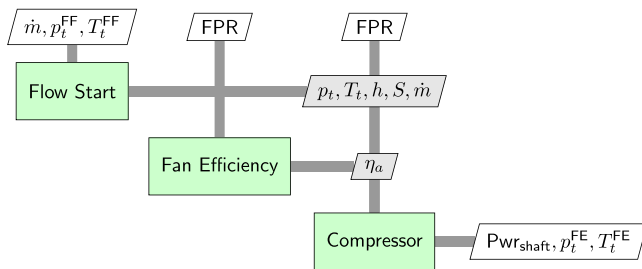 ṁ, p_t^FF, T_t^FF
FPR
FPR
Flow Start
p_t, T_t, h, S, ṁ
Fan Efficiency
η_a
Compressor
Pwr_shaft, p_t^FE, T_t^FE